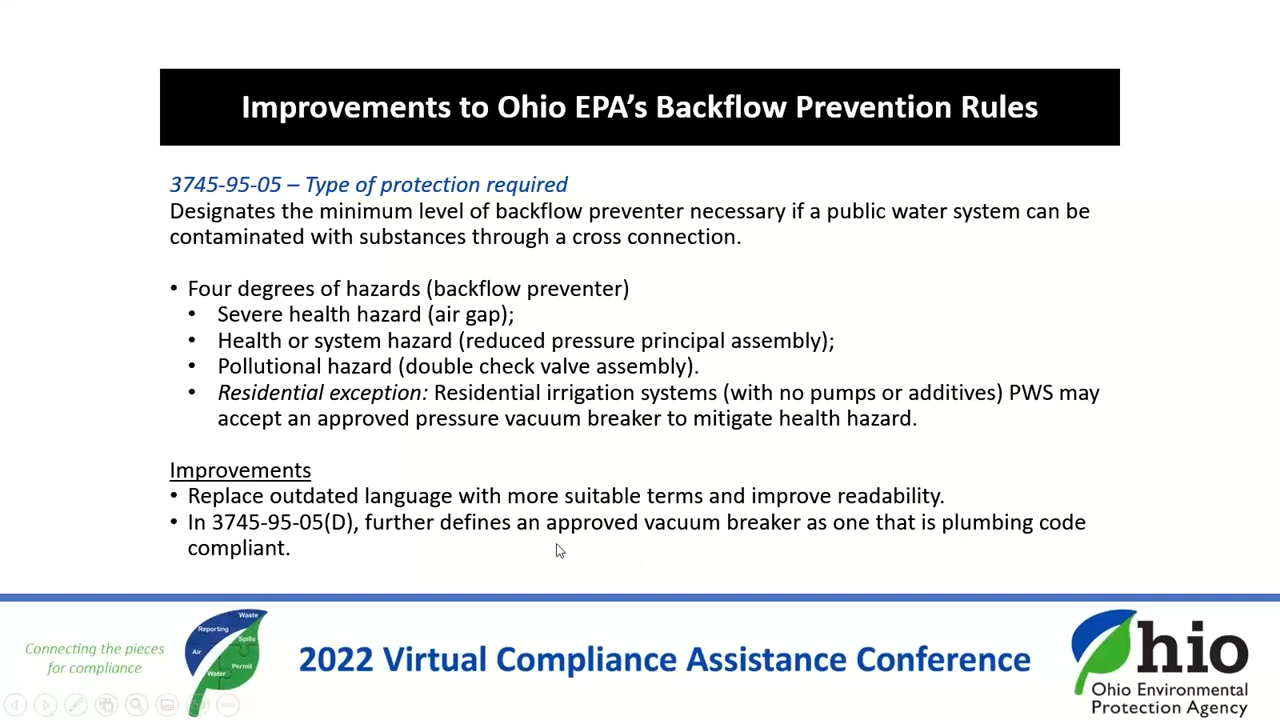 Improvements to Ohio EPA's Backflow Prevention Rules
3745-95-05 – Type of protection required
Designates the minimum level of backflow preventer necessary if a public water system can be
contaminated with substances through a cross connection.
• Four degrees of hazards (backflow preventer)
• Severe health hazard (air gap);
• Health or system hazard (reduced pressure principal assembly);
• Pollutional hazard (double check valve assembly).
• Residential exception: Residential irrigation systems (with no pumps or additives) PWS may
accept an approved pressure vacuum breaker to mitigate health hazard.
Improvements
• Replace outdated language with more suitable terms and improve readability.
• In 3745-95-05(D), further defines an approved vacuum breaker as one that is plumbing code
compliant.
Connecting the pieces
for compliance
Waste
Reporting
Spills
Air
Permit
Water
2022 Virtual Compliance Assistance Conference
Ohio
Ohio Environmental
Protection Agency